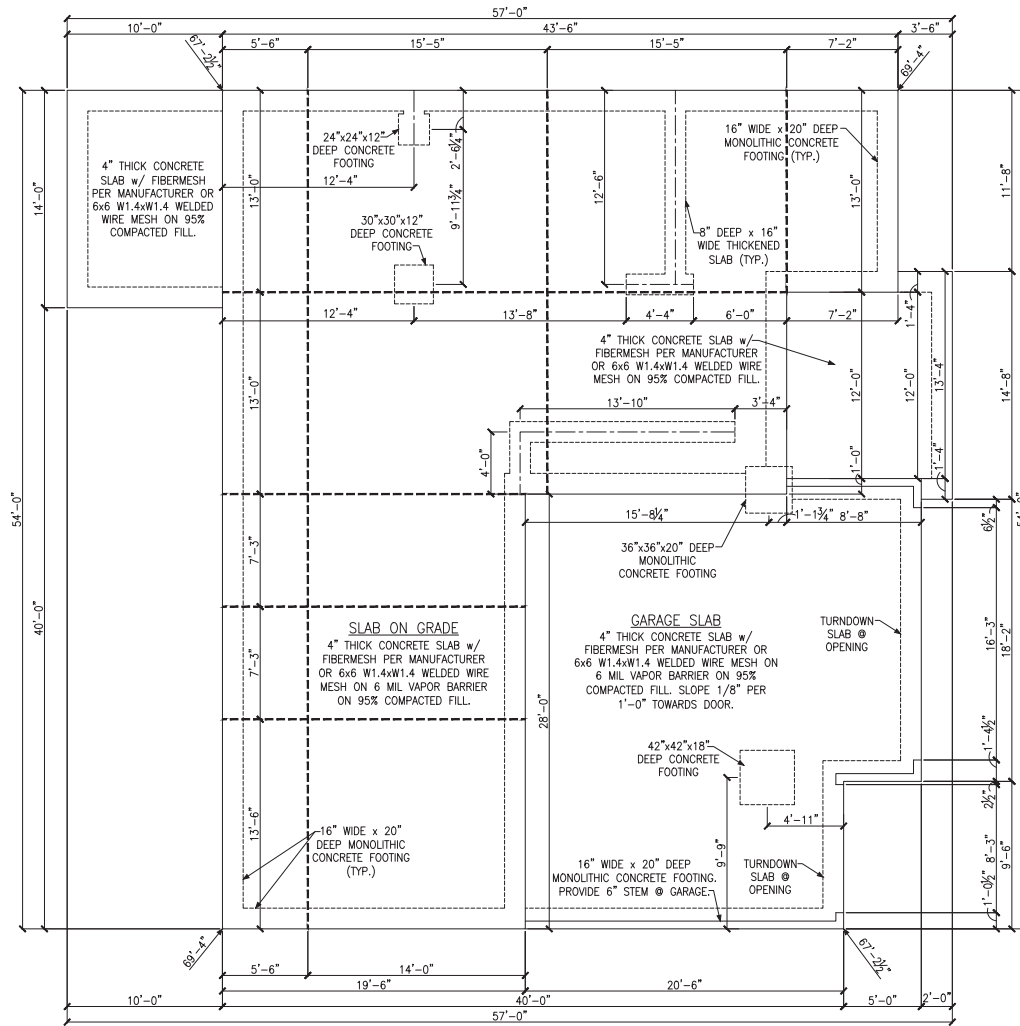 57'-0"
10'-0"
43'-6"
3'-6"
67'-2½"
5'-6"
15'-5"
15'-5"
7'-2"
69'-4"
24"x24"x12"
DEEP CONCRETE
FOOTING
2'-6¼"
16" WIDE x 20" DEEP
MONOLITHIC CONCRETE
FOOTING (TYP.)
4" THICK CONCRETE
SLAB w/ FIBERMESH
PER MANUFACTURER OR
6x6 W1.4xW1.4 WELDED
WIRE MESH ON 95%
COMPACTED FILL.
14'-0"
13'-0"
12'-4"
9'-11¾"
12'-6"
13'-0"
11'-8"
30"x30"x12"
DEEP CONCRETE
FOOTING
8" DEEP x 16"
WIDE THICKENED
SLAB (TYP.)
12'-4"
13'-8"
4'-4"
6'-0"
7'-2"
1'-4"
4" THICK CONCRETE SLAB w/
FIBERMESH PER MANUFACTURER
OR 6x6 W1.4xW1.4 WELDED WIRE
MESH ON 95% COMPACTED FILL.
12'-0"
12'-0"
13'-4"
14'-8"
13'-0"
13'-10"
3'-4"
4'-0"
1'-0"
1'-4"
54'-0"
15'-8¼"
1'-1¾"
8'-8"
6½"
36"x36"x20" DEEP
MONOLITHIC
CONCRETE FOOTING
7'-3"
40'-0"
SLAB ON GRADE
4" THICK CONCRETE SLAB w/
FIBERMESH PER MANUFACTURER
OR 6x6 W1.4xW1.4 WELDED WIRE
MESH ON 6 MIL VAPOR BARRIER
ON 95% COMPACTED FILL.
GARAGE SLAB
4" THICK CONCRETE SLAB w/
FIBERMESH PER MANUFACTURER OR
6x6 W1.4xW1.4 WELDED WIRE MESH ON
6 MIL VAPOR BARRIER ON 95%
COMPACTED FILL. SLOPE 1/8" PER
1'-0" TOWARDS DOOR.
TURNDOWN
SLAB @
OPENING
16'-3"
18'-2"
7'-3"
28'-0"
42"x42"x18"
DEEP CONCRETE
FOOTING
1'-4½"
2½"
4'-11"
13'-6"
16" WIDE x 20"
DEEP MONOLITHIC
CONCRETE FOOTING
(TYP.)
9'-9"
16" WIDE x 20" DEEP
MONOLITHIC CONCRETE FOOTING.
PROVIDE 6" STEM @ GARAGE.
TURNDOWN
SLAB @
OPENING
8'-3"
9'-6"
1'-0½"
69'-4"
67'-2½"
5'-6"
14'-0"
19'-6"
20'-6"
10'-0"
40'-0"
5'-0"
2'-0"
57'-0"